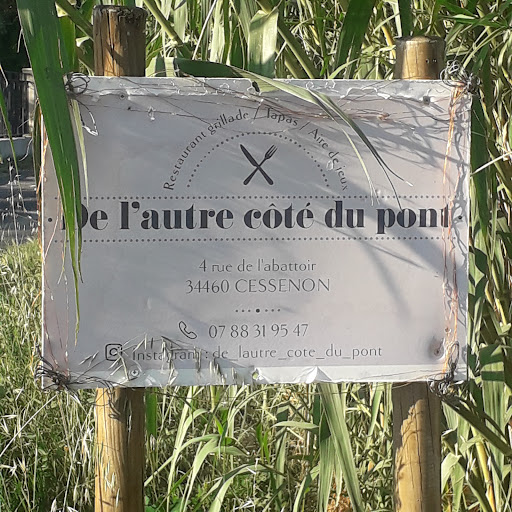 Restaurant grillade / Tapas / Aire de jeux
De l'autre côté du pont
4 rue de l'abattoir
34460 CESSENON
07 88 31 95 47
Instagram : de_lautre_cote_du_pont